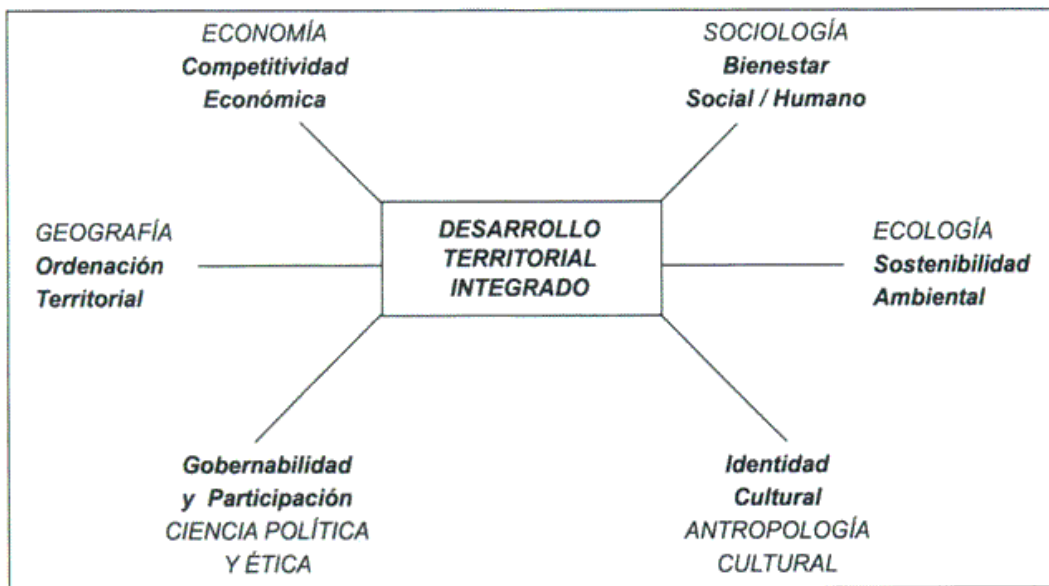 ECONOMÍA
Competitividad
Económica
SOCIOLOGÍA
Bienestar
Social / Humano
GEOGRAFÍA
Ordenación
Territorial
DESARROLLO
TERRITORIAL
INTEGRADO
ECOLOGÍA
Sostenibilidad
Ambiental
Gobernabilidad
y Participación
CIENCIA POLÍTICA
Y ÉTICA
Identidad
Cultural
ANTROPOLOGÍA
CULTURAL